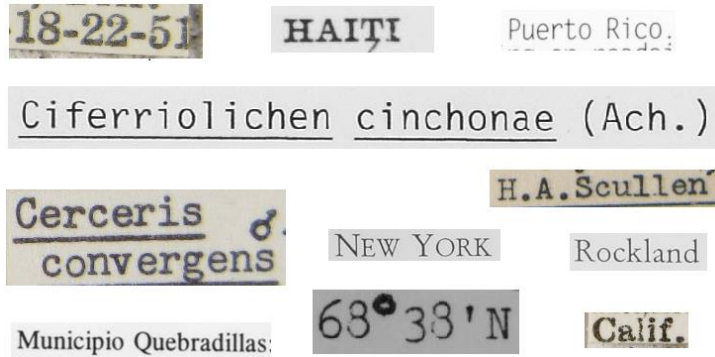 18-22-51
HAITI
Puerto Rico.
Ciferriolichen cinchonae (Ach.)
H.A.Scullen
Cerceris ♂
convergens
NEW YORK
Rockland
68°38'N
Calif.
Municipio Quebradillas: